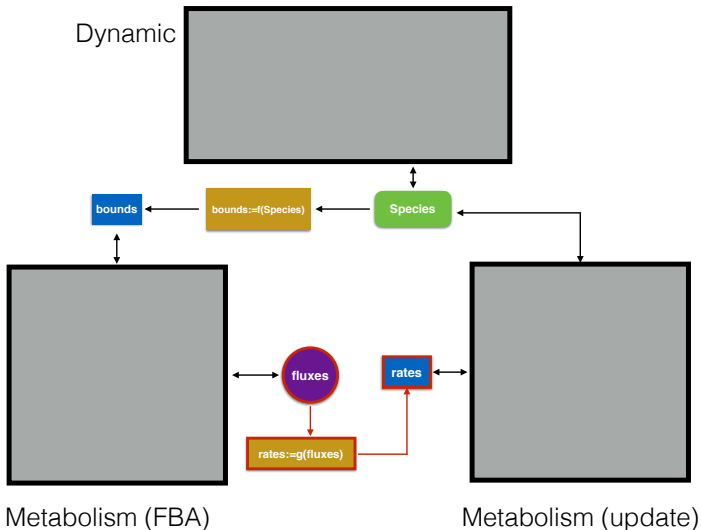 Dynamic
bounds
bounds:=f(Species)
Species
fluxes
rates
rates:=g(fluxes)
Metabolism (FBA)
Metabolism (update)